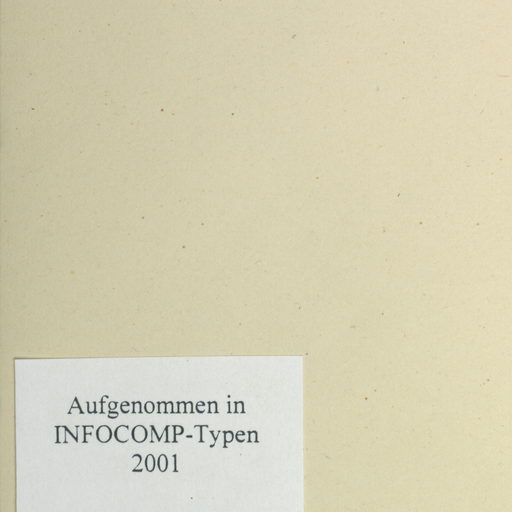 Aufgenommen in
INFOCOMP-Typen
2001